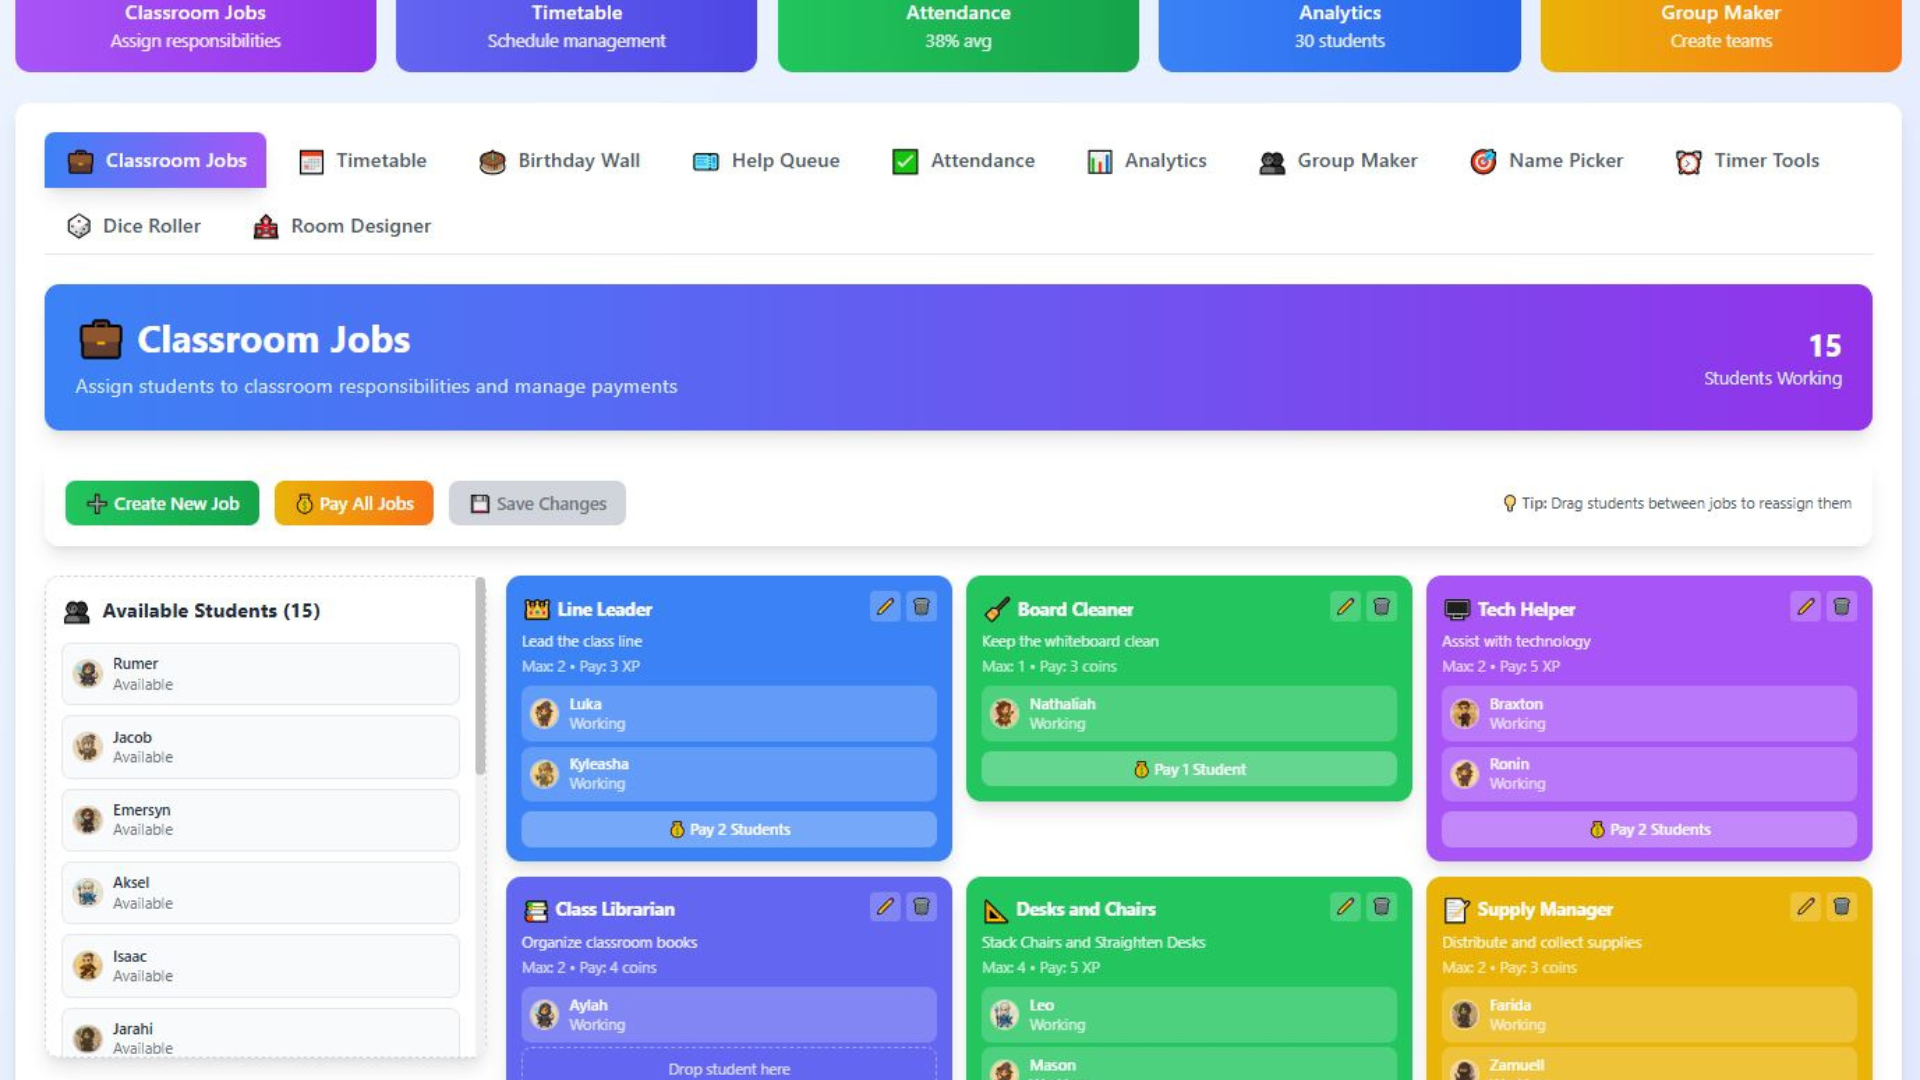 Classroom Jobs
Assign responsibilities
Timetable
Schedule management
Attendance
38% avg
Analytics
30 students
Group Maker
Create teams
Classroom Jobs
Timetable
Birthday Wall
Help Queue
Attendance
Analytics
Group Maker
Name Picker
Timer Tools
Dice Roller
Room Designer
Classroom Jobs
Assign students to classroom responsibilities and manage payments
15
Students Working
Create New Job
Pay All Jobs
Save Changes
Tip: Drag students between jobs to reassign them
Available Students (15)
Rumer
Available
Jacob
Available
Emersyn
Available
Aksel
Available
Isaac
Available
Jarahi
Available
Line Leader
Lead the class line
Max: 2 • Pay: 3 XP
Luka
Working
Kyleasha
Working
Pay 2 Students
Board Cleaner
Keep the whiteboard clean
Max: 1 • Pay: 3 coins
Nathaliah
Working
Pay 1 Student
Tech Helper
Assist with technology
Max: 2 • Pay: 5 XP
Braxton
Working
Ronin
Working
Pay 2 Students
Class Librarian
Organize classroom books
Max: 2 • Pay: 4 coins
Aylah
Working
Drop student here
Desks and Chairs
Stack Chairs and Straighten Desks
Max: 4 • Pay: 5 XP
Leo
Working
Mason
Supply Manager
Distribute and collect supplies
Max: 2 • Pay: 3 coins
Farida
Working
Zamuell